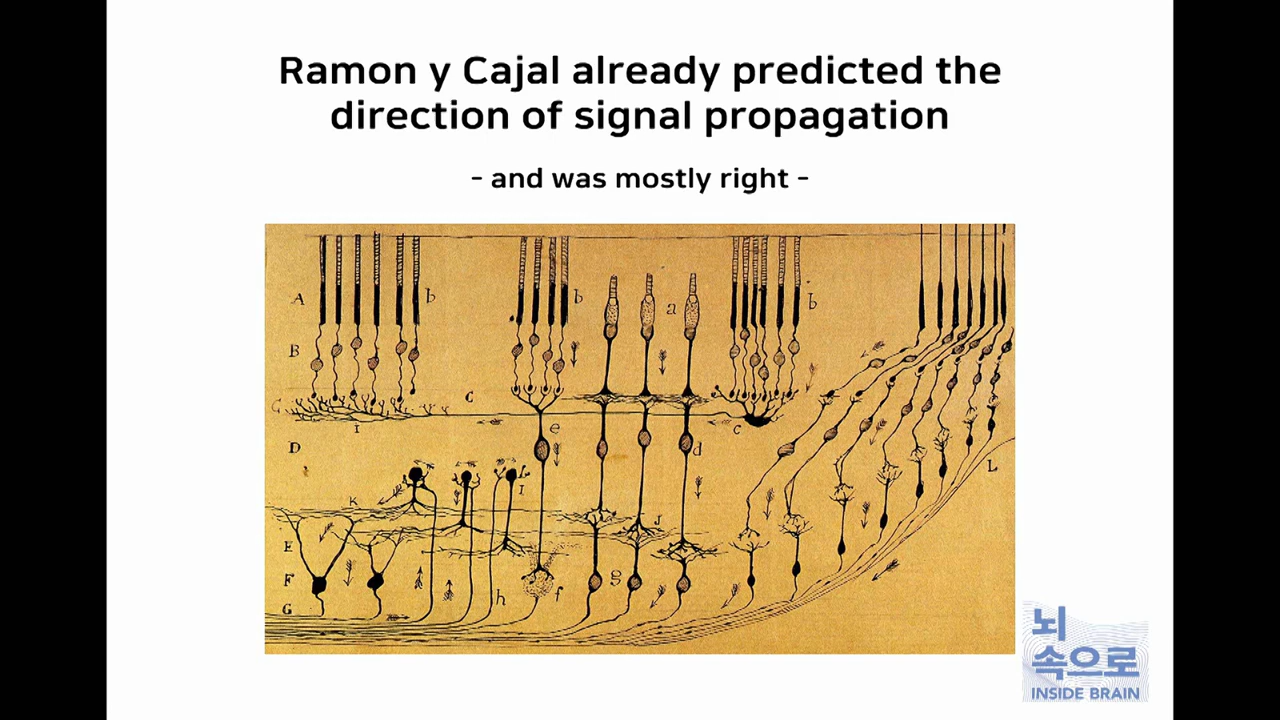 Ramon y Cajal already predicted the
direction of signal propagation
- and was mostly right -
A
b
b
a
b
B
C
G
i
e
c
d
D
L
I
K
J
E
F
g
h
f
G
뇌
속으로
INSIDE BRAIN